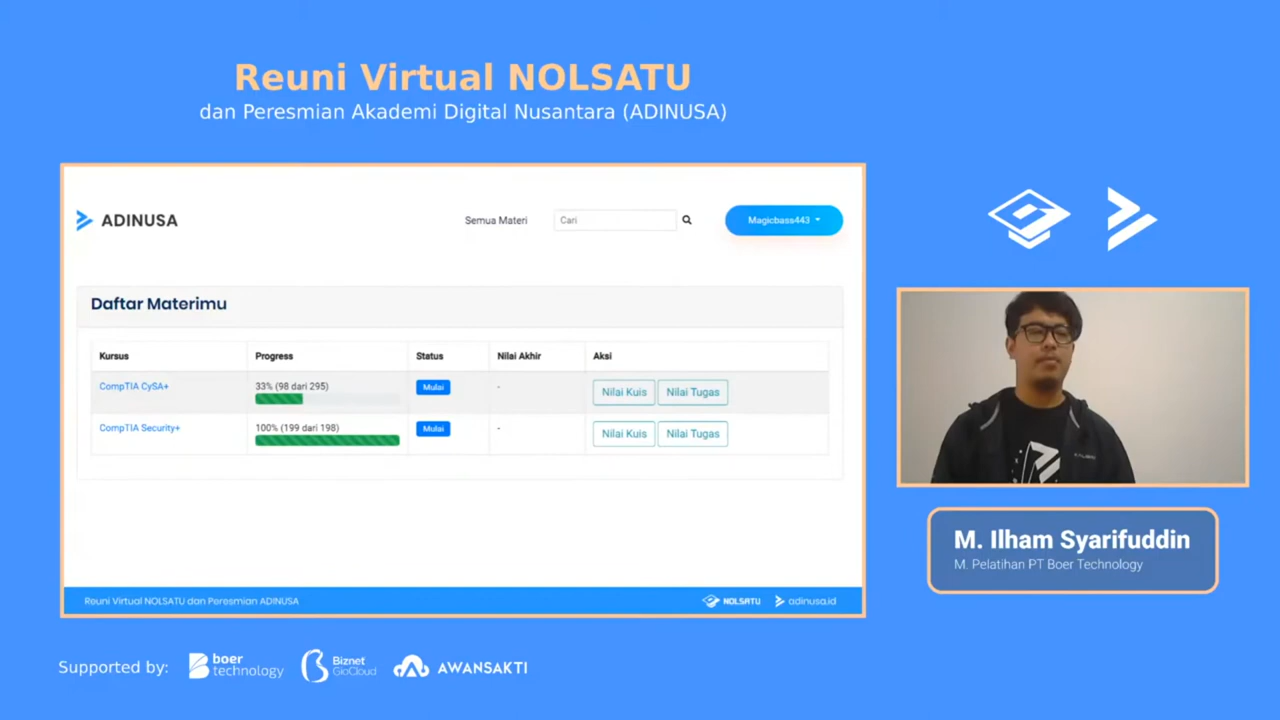 Reuni Virtual NOLSATU
dan Peresmian Akademi Digital Nusantara (ADINUSA)
ADINUSA
Semua Materi
Cari
Magicbass443
Daftar Materimu
Kursus Progress Status Nilai Akhir Aksi
CompTIA CySA+ 33% (98 dari 295) Mulai - Nilai Kuis Nilai Tugas
CompTIA Security+ 100% (199 dari 198) Mulai - Nilai Kuis Nilai Tugas
Reuni Virtual NOLSATU dan Peresmian ADINUSA
NOLSATU
adinusa.id
M. Ilham Syarifuddin
M. Pelatihan PT Boer Technology
Supported by:
boer
technology
Biznet
GioCloud
AWANSAKTI